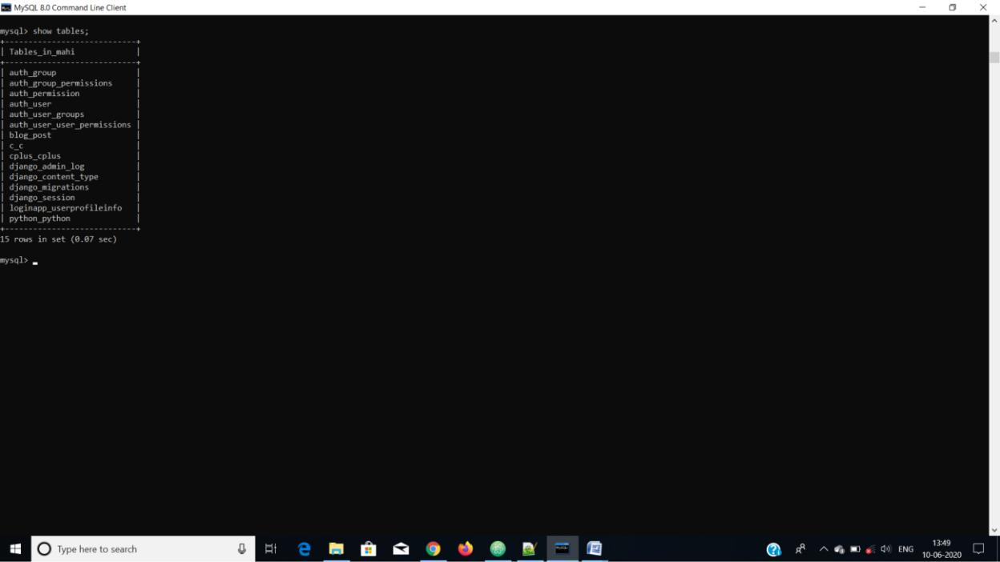 MySQL 8.0 Command Line Client
mysql> show tables;
+---------------------------+
| Tables_in_mahi            |
+---------------------------+
| auth_group                |
| auth_group_permissions    |
| auth_permission           |
| auth_user                 |
| auth_user_groups          |
| auth_user_user_permissions |
| blog_post                 |
| c_c                       |
| cplus_cplus               |
| django_admin_log          |
| django_content_type       |
| django_migrations         |
| django_session            |
| loginapp_userprofileinfo  |
| python_python             |
+---------------------------+
15 rows in set (0.07 sec)
mysql>
Type here to search
ENG
13:49
10-06-2020